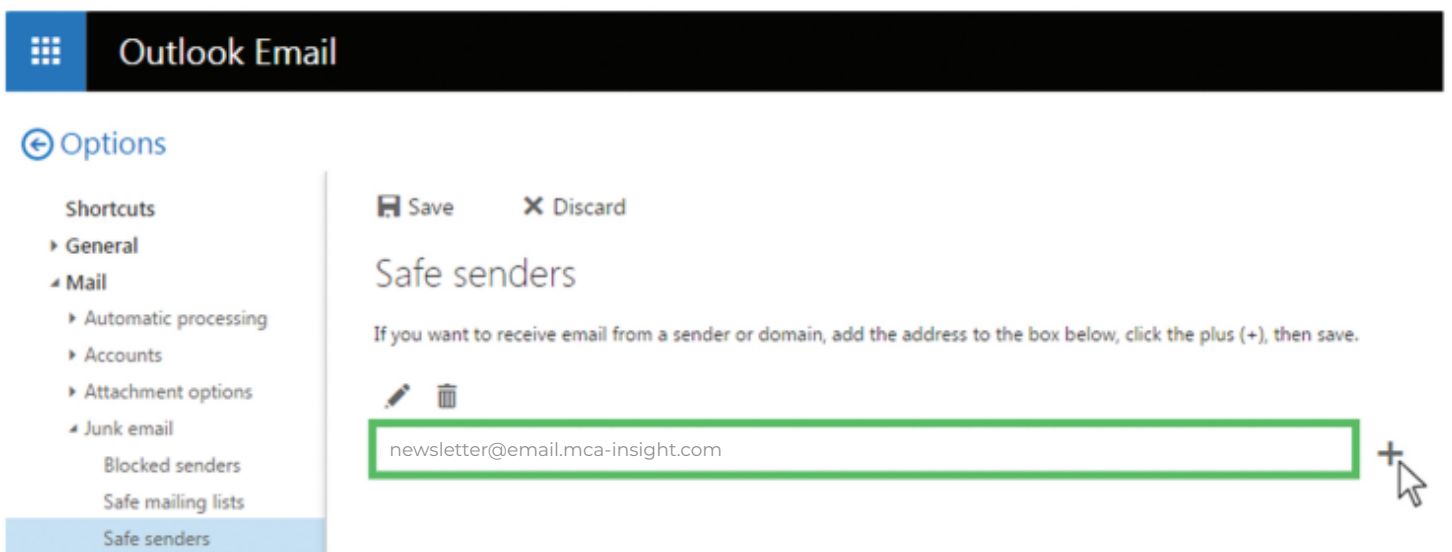 Outlook Email
Options
Shortcuts
General
Mail
Automatic processing
Accounts
Attachment options
Junk email
Blocked senders
Safe mailing lists
Safe senders
Save
Discard
Safe senders
If you want to receive email from a sender or domain, add the address to the box below, click the plus (+), then save.
newsletter@email.mca-insight.com